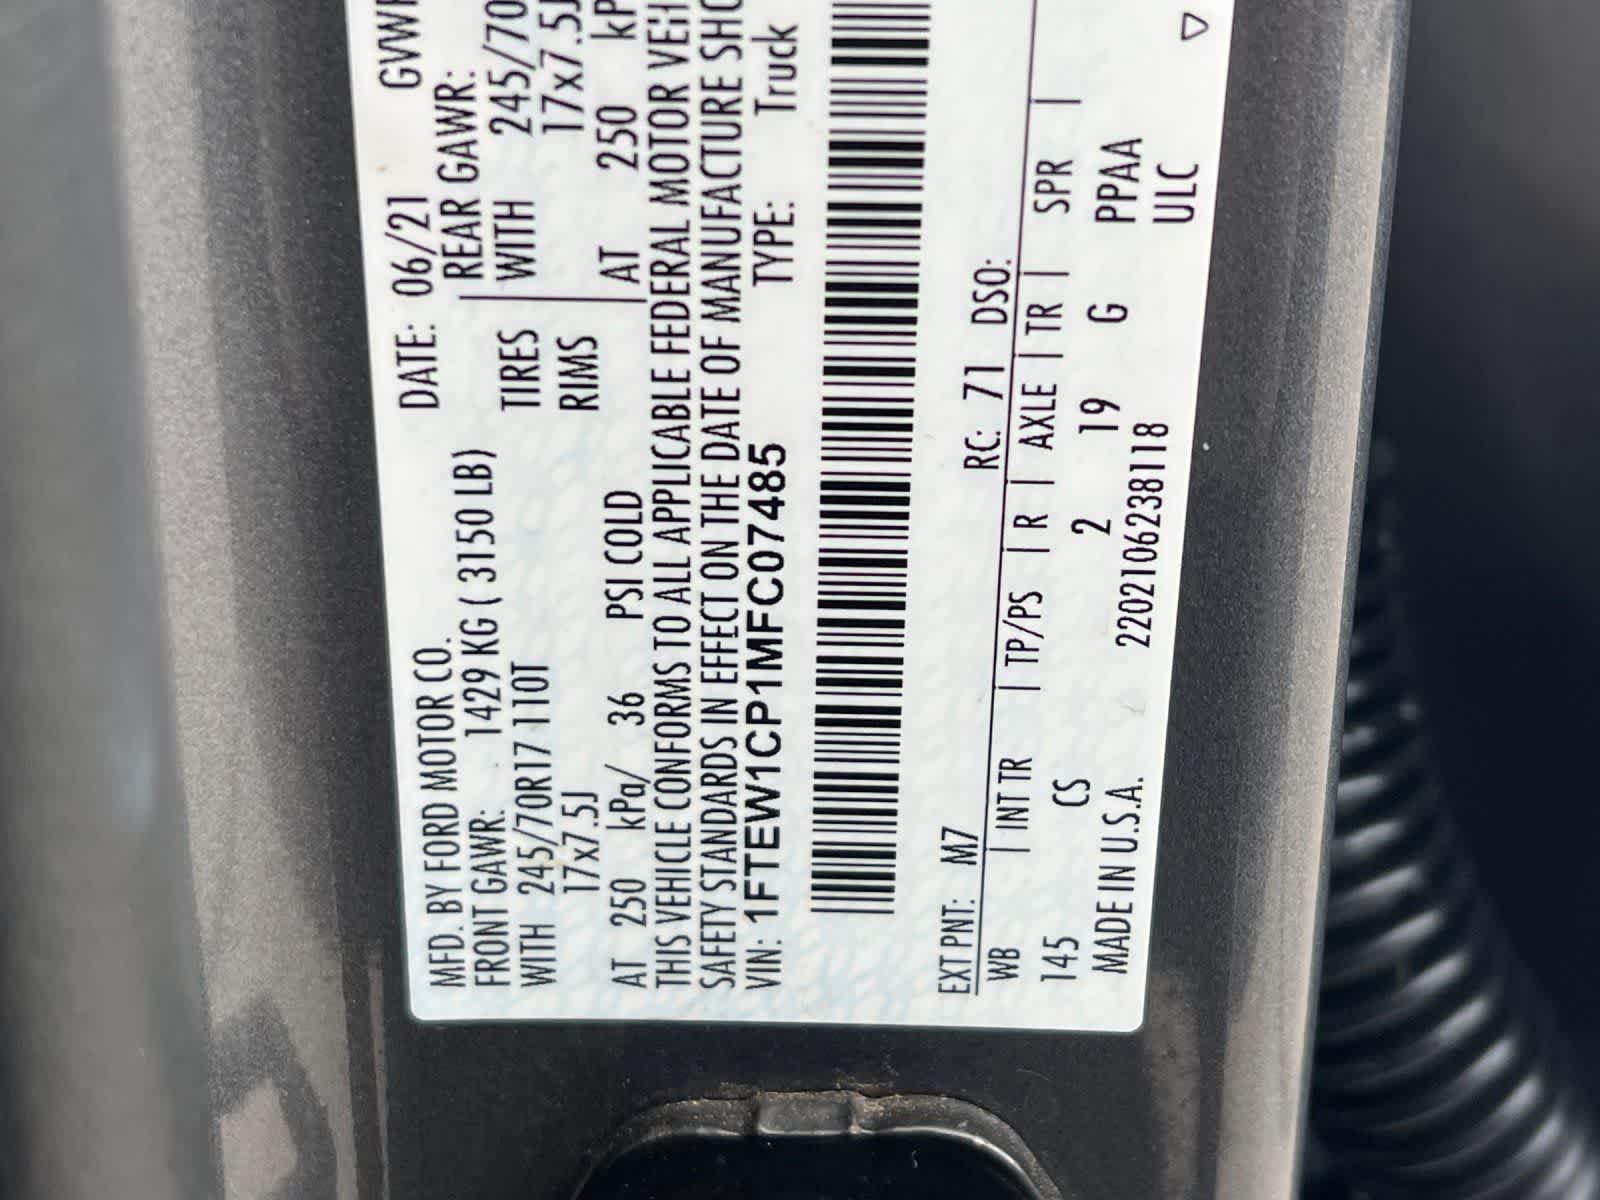 MFD. BY FORD MOTOR CO.
DATE: 06/21 GVWR
FRONT GAWR: 1429 KG ( 3150 LB) REAR GAWR:
WITH 245/70R17 110T TIRES WITH 245/70
17x7.5J RIMS 17x7.5J
AT 250 kPa/ 36 PSI COLD AT 250 kP
THIS VEHICLE CONFORMS TO ALL APPLICABLE FEDERAL MOTOR VEH
SAFETY STANDARDS IN EFFECT ON THE DATE OF MANUFACTURE SHO
VIN: 1FTEW1CP1MFC07485 TYPE: Truck
EXT PNT: M7 RC: 71 DSO:
WB | INT TR | TP/PS | R | AXLE | TR | SPR |
145 CS 2 19 G PPAA
MADE IN U.S.A. 2202106238118 ULC